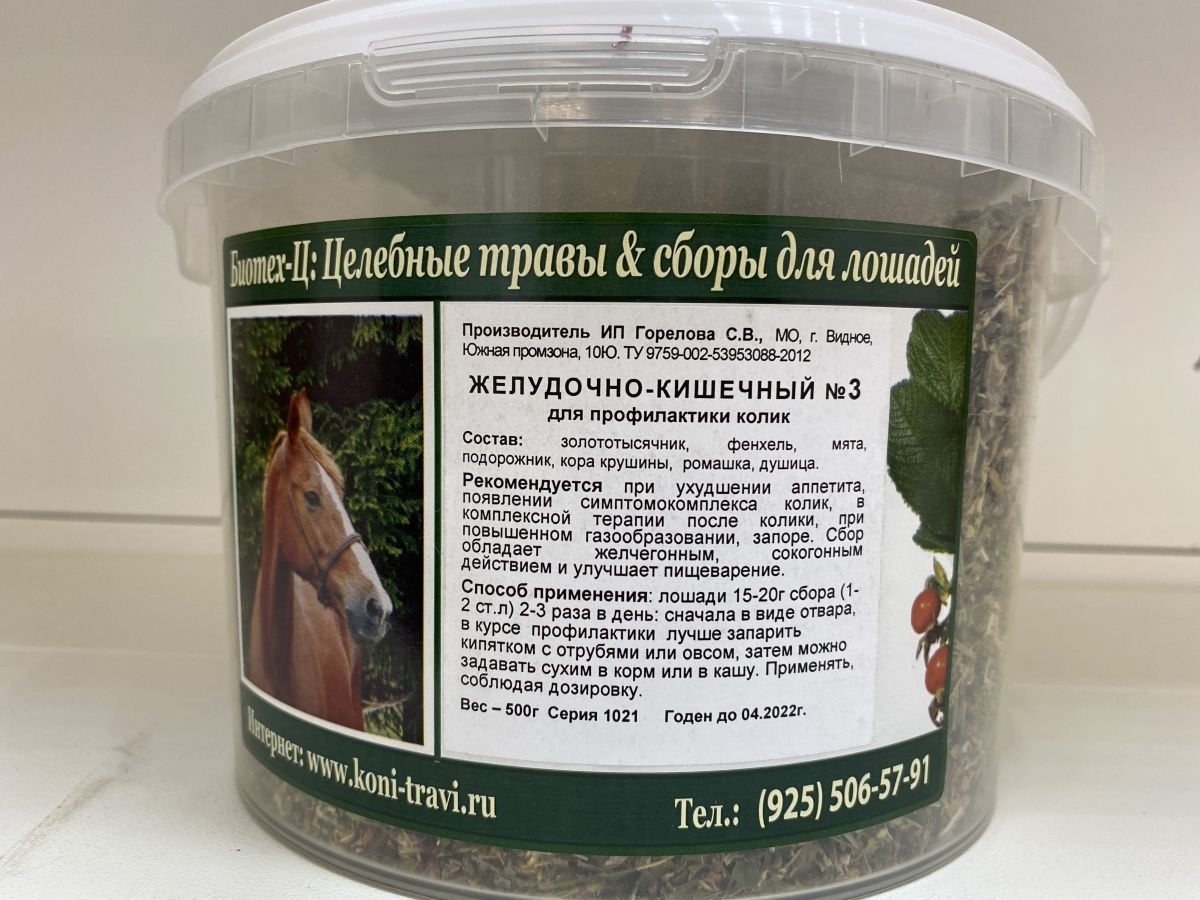 Биотех-Ц: Целебные травы & сборы для лошадей
Производитель ИП Горелова С.В., МО, г. Видное,
Южная промзона, 10Ю. ТУ 9759-002-53953088-2012
ЖЕЛУДОЧНО-КИШЕЧНЫЙ №3
для профилактики колик
Состав: золототысячник, фенхель, мята,
подорожник, кора крушины, ромашка, душица.
Рекомендуется при ухудшении аппетита,
появлении симптомокомплекса колик, в
комплексной терапии после колики, при
повышенном газообразовании, запоре. Сбор
обладает желчегонным, сокогонным
действием и улучшает пищеварение.
Способ применения: лошади 15-20г сбора (1-
2 ст.л) 2-3 раза в день: сначала в виде отвара,
в курсе профилактики лучше запарить
кипятком с отрубями или овсом, затем можно
задавать сухим в корм или в кашу. Применять,
соблюдая дозировку.
Вес – 500г Серия 1021 Годен до 04.2022г.
Интернет: www.koni-travi.ru
Тел.: (925) 506-57-91